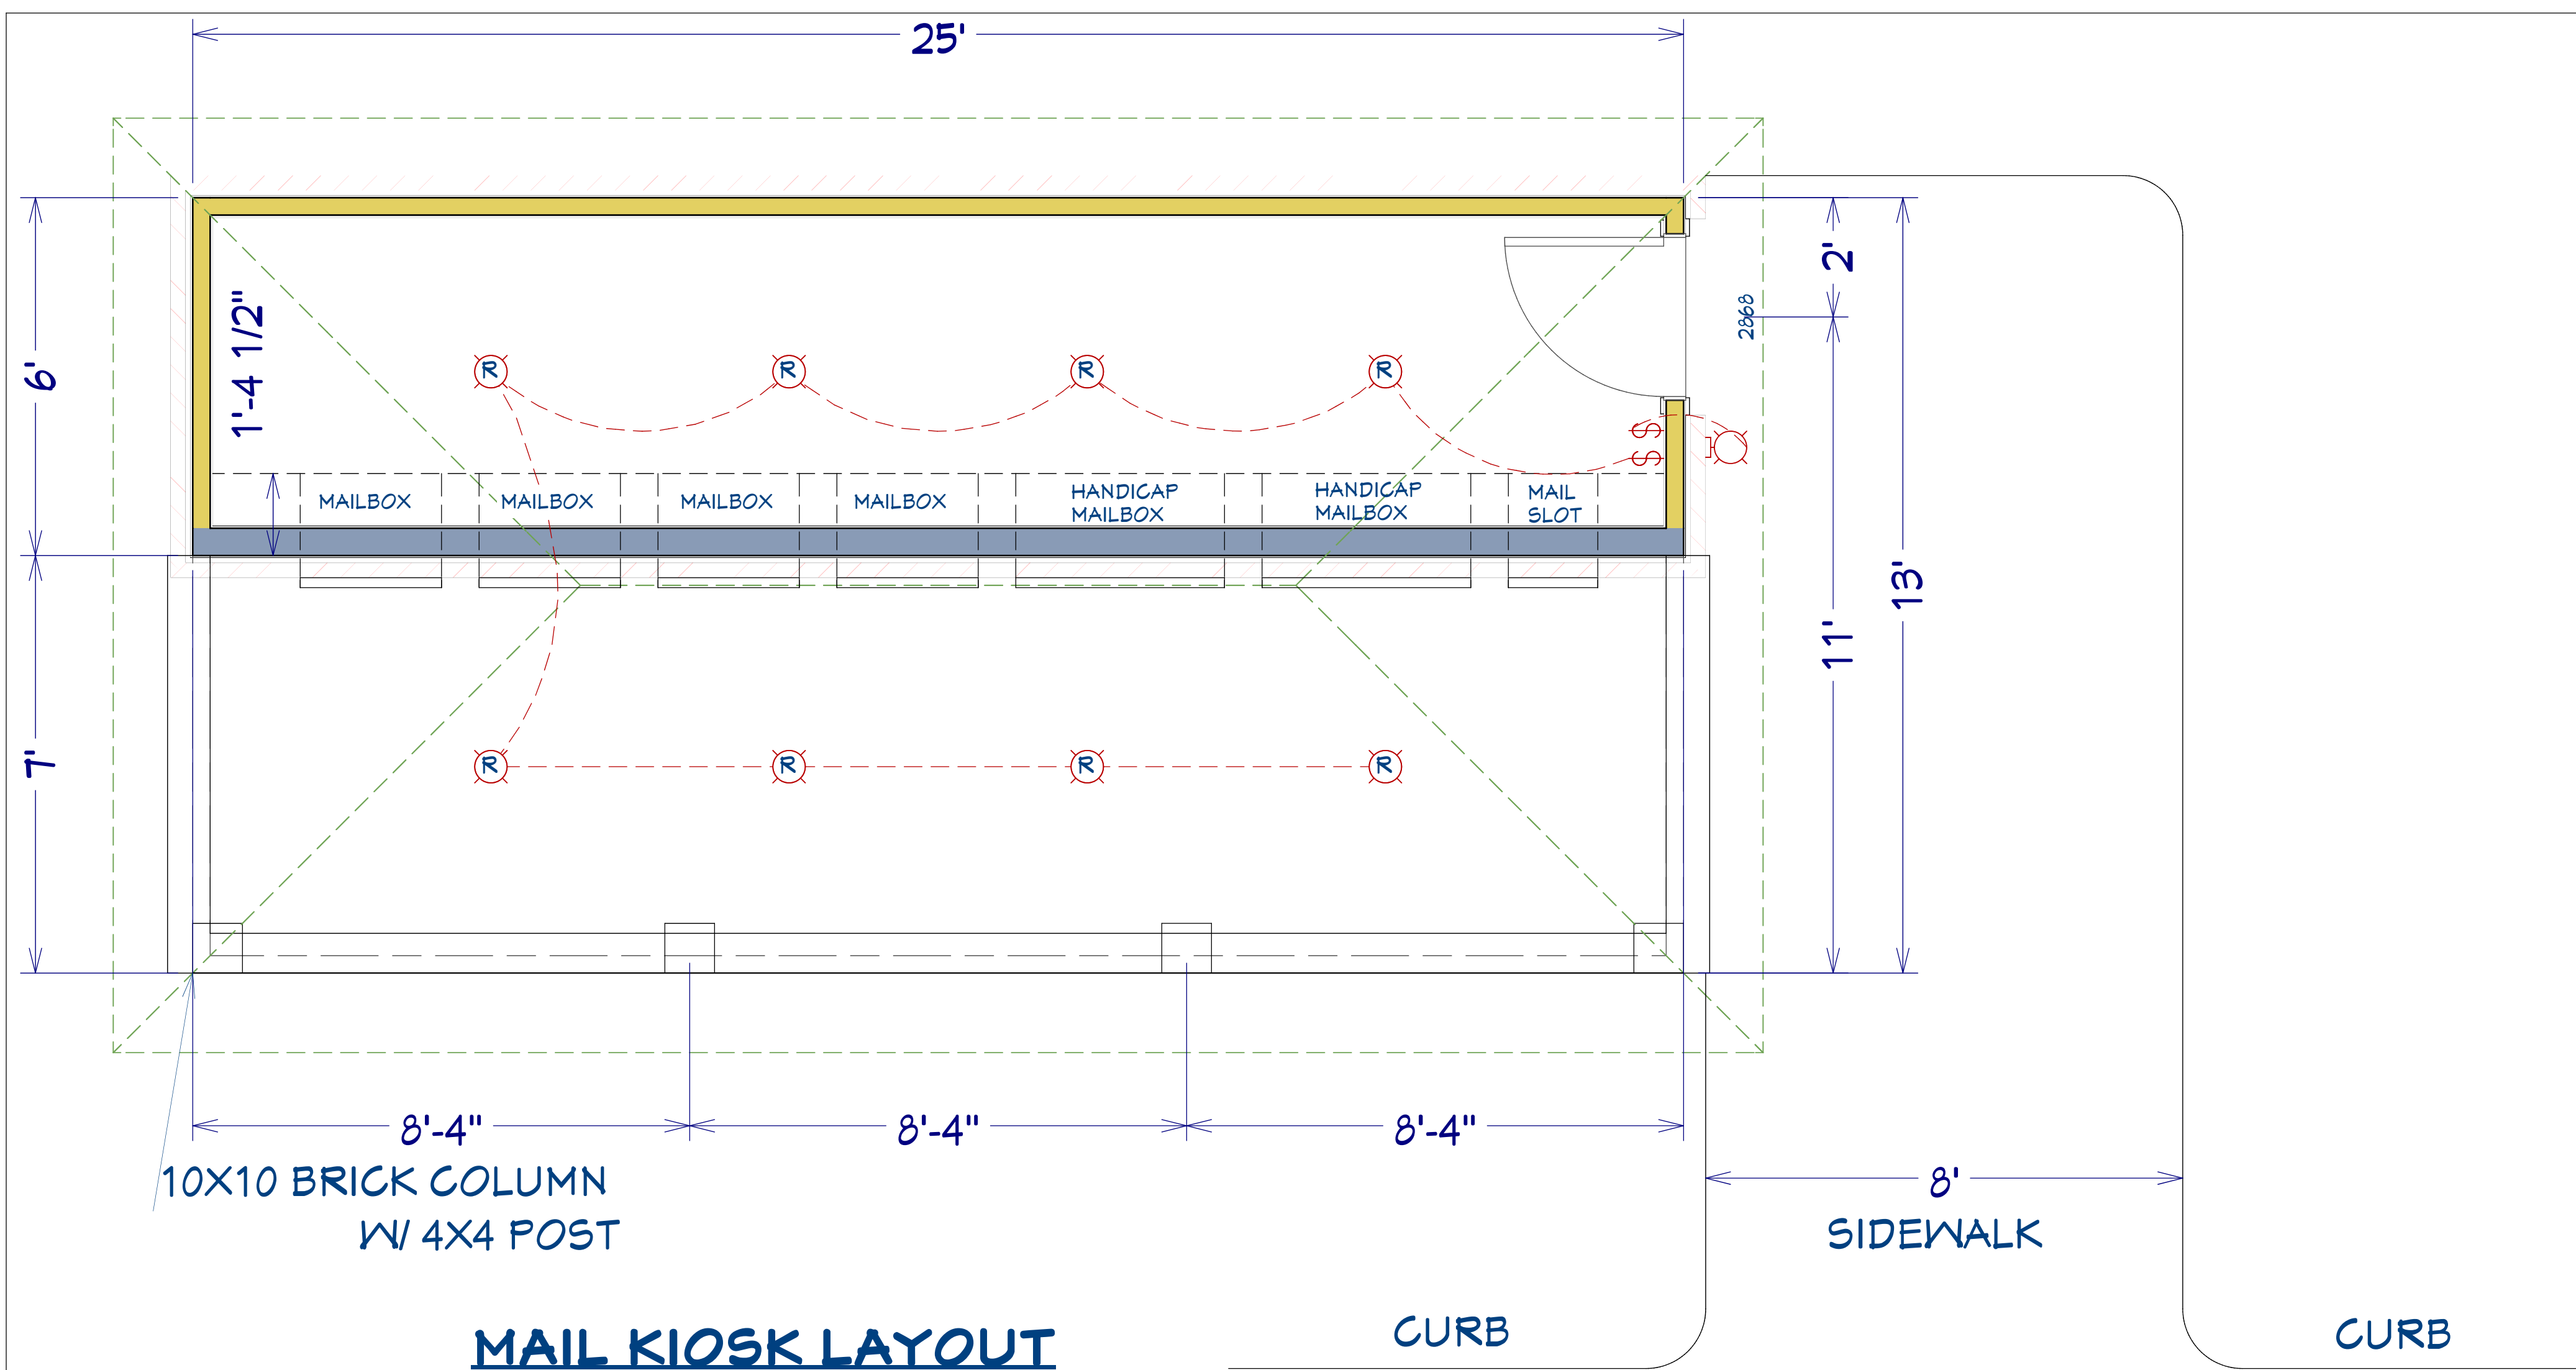 25'
2'
2868
6'
1'-4 1/2"
R
R
R
R
$
$
MAILBOX
MAILBOX
MAILBOX
MAILBOX
HANDICAP
MAILBOX
HANDICAP
MAILBOX
MAIL
SLOT
13'
11'
7'
R
R
R
R
8'-4"
8'-4"
8'-4"
10X10 BRICK COLUMN
W/ 4X4 POST
8'
SIDEWALK
MAIL KIOSK LAYOUT
CURB
CURB